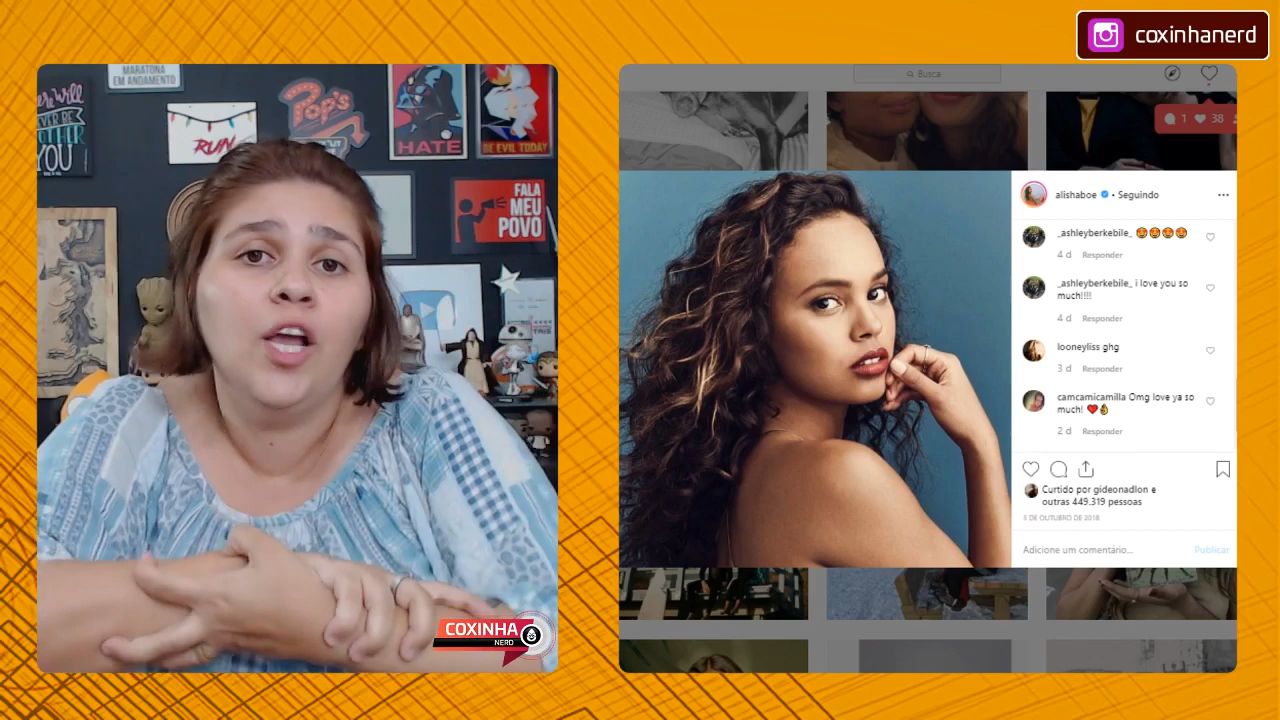 coxinhanerd
MARATONA
EM ANDAMENTO
RUN
TOP'S
HATE
BE EVIL TODAY
FALA
MEU
POVO
YOU
COXINHA
NERD
Busca
1 38
alishaboe • Seguindo
_ashleyberkebile_ 🤩🤩🤩🤩
4 d Responder
_ashleyberkebile_ i love you so
much!!!!
4 d Responder
looneyliss ghg
3 d Responder
camcamicamilla Omg love ya so
much! ❤️👌
2 d Responder
Curtido por gideonadlon e
outras 449.319 pessoas
5 DE OUTUBRO DE 2018
Adicione um comentário...
Publicar